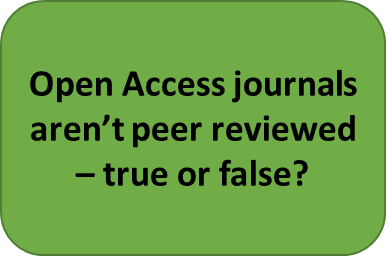 Open Access journals
aren’t peer reviewed
– true or false?